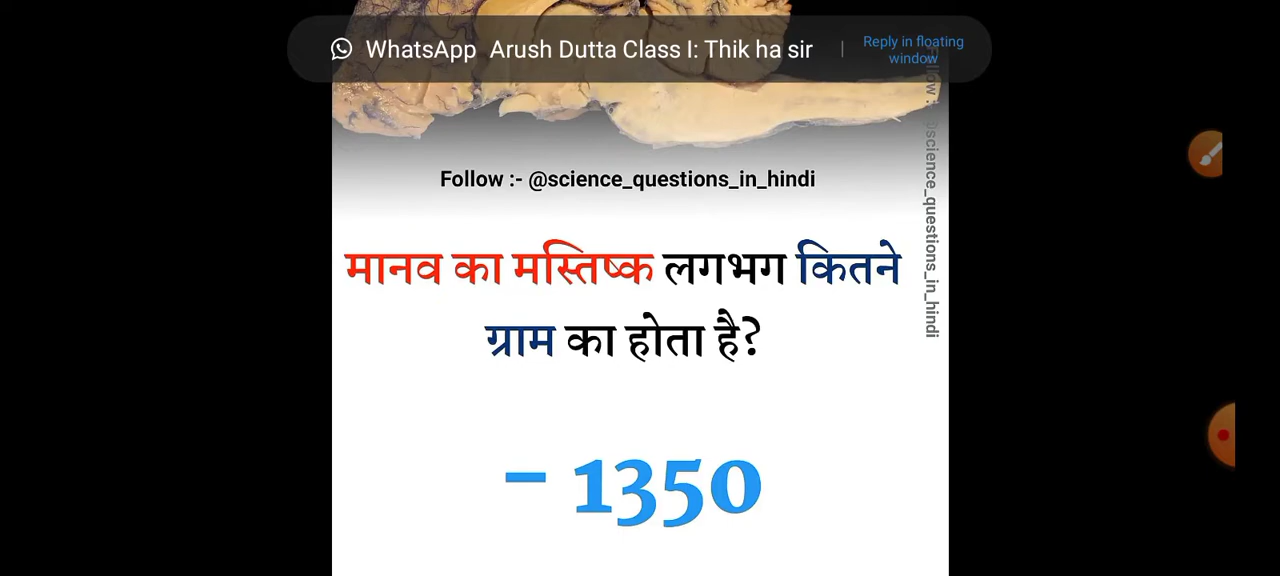 WhatsApp Arush Dutta Class I: Thik ha sir
Reply in floating
window
Follow :- @science_questions_in_hindi
Follow : @science_questions_in_hindi
मानव का मस्तिष्क लगभग कितने
ग्राम का होता है?
– 1350